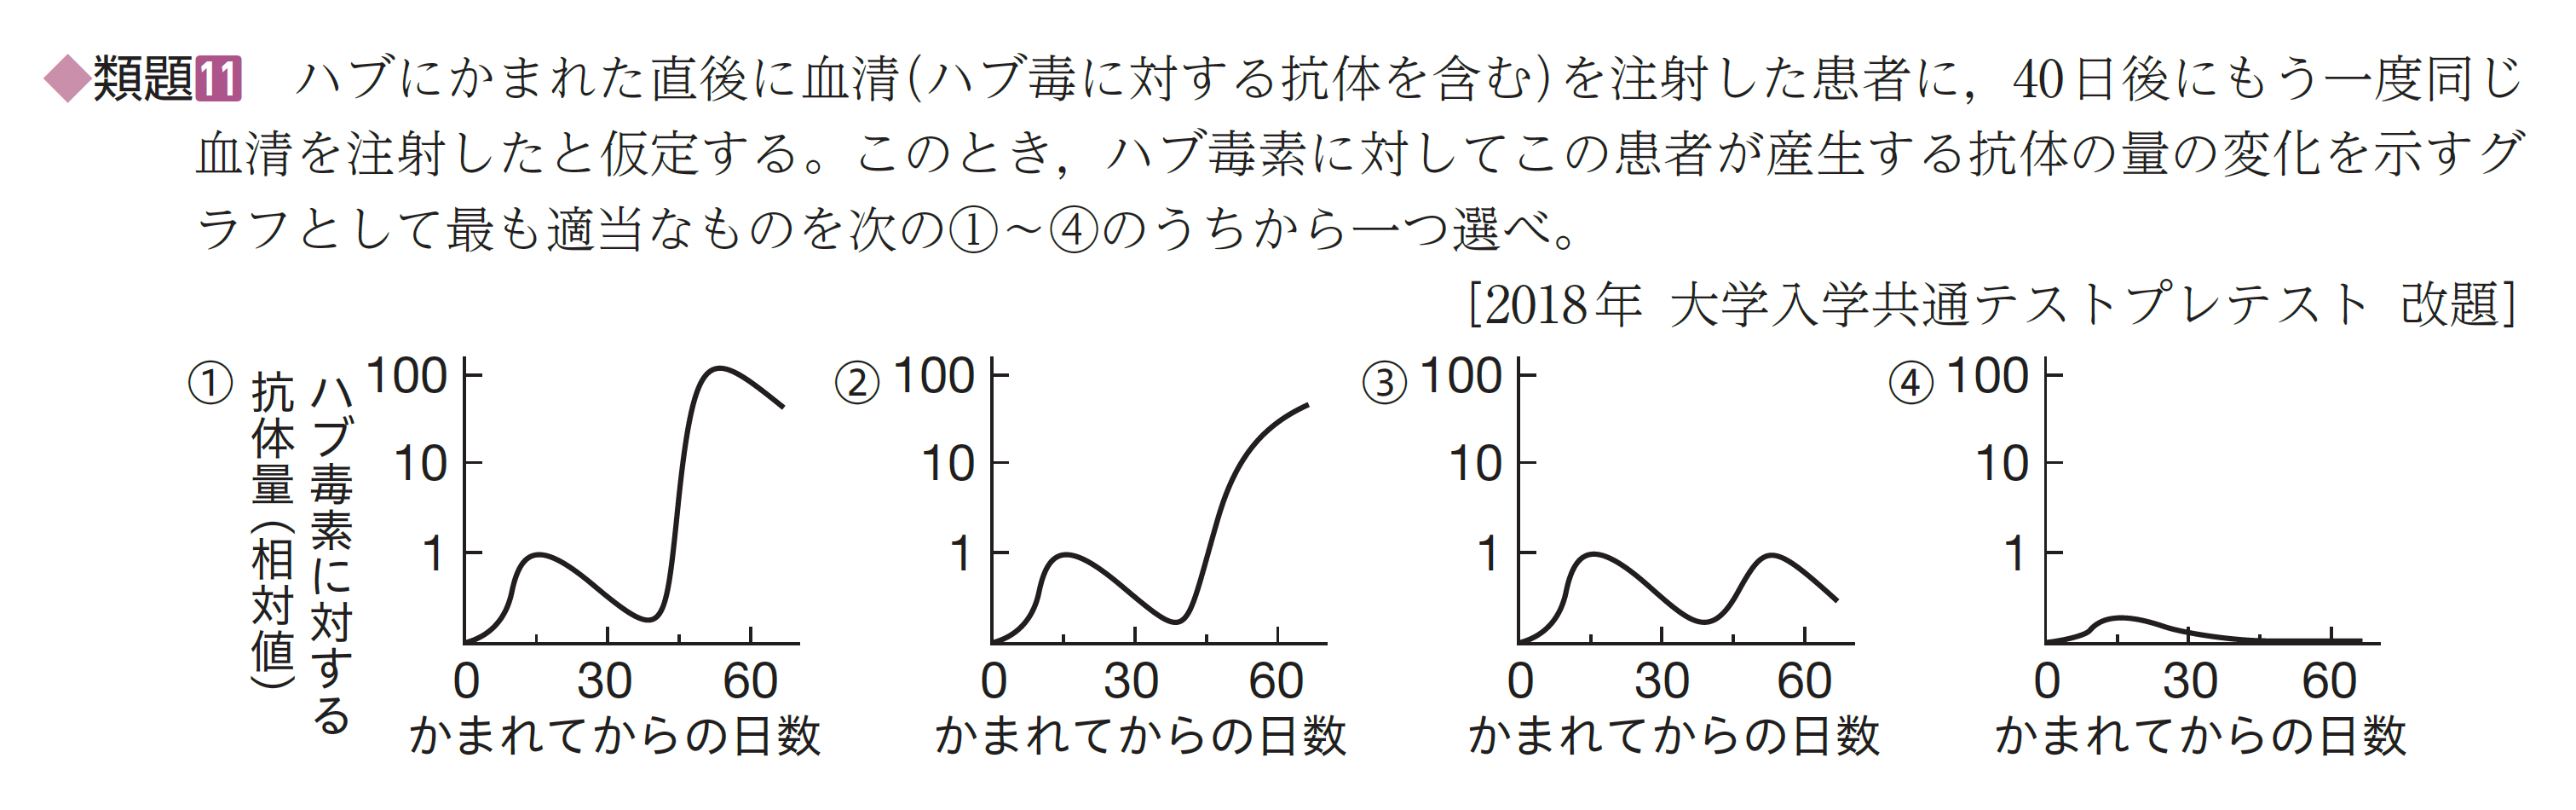 ◆類題11 ハブにかまれた直後に血清(ハブ毒に対する抗体を含む)を注射した患者に，40日後にもう一度同じ
血清を注射したと仮定する。このとき，ハブ毒素に対してこの患者が産生する抗体の量の変化を示すグ
ラフとして最も適当なものを次の①～④のうちから一つ選べ。
[2018年 大学入学共通テストプレテスト 改題]
①
ハブ毒素に対する
抗体量(相対値)
100
10
1
0 30 60
かまれてからの日数
②
100
10
1
0 30 60
かまれてからの日数
③
100
10
1
0 30 60
かまれてからの日数
④
100
10
1
0 30 60
かまれてからの日数